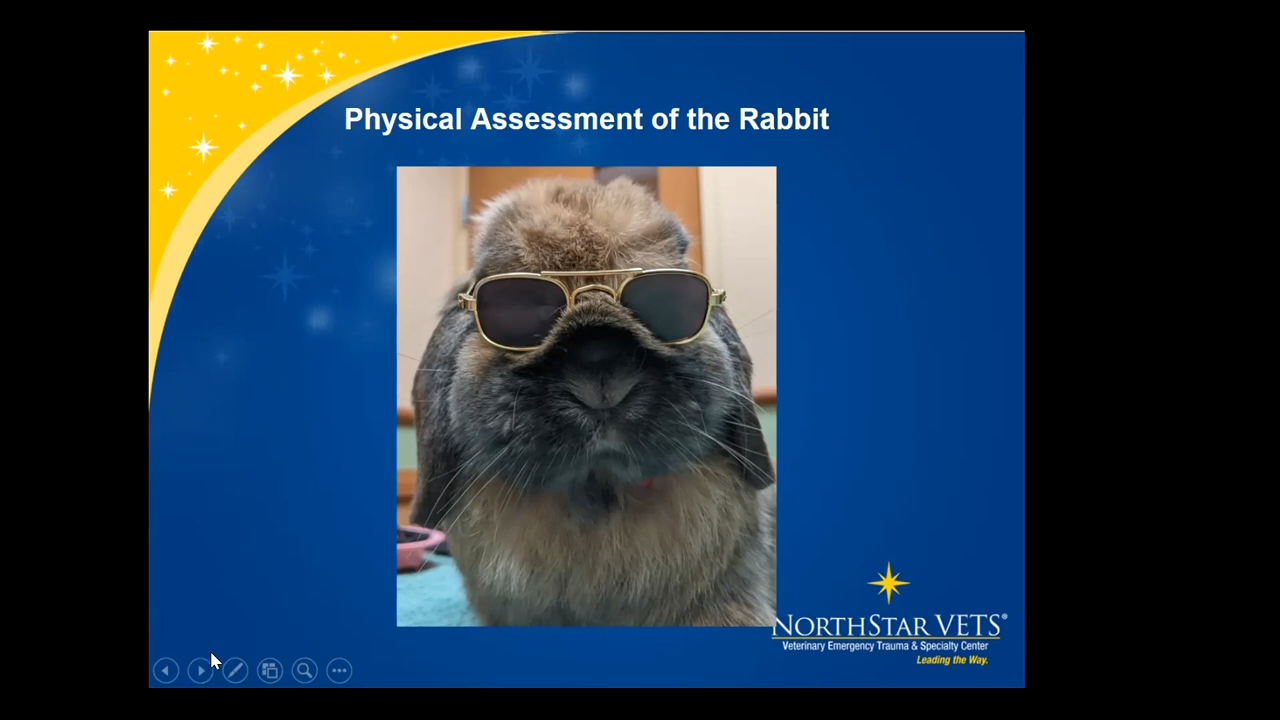 Physical Assessment of the Rabbit
NORTHSTAR VETS®
Veterinary Emergency Trauma & Specialty Center
Leading the Way.